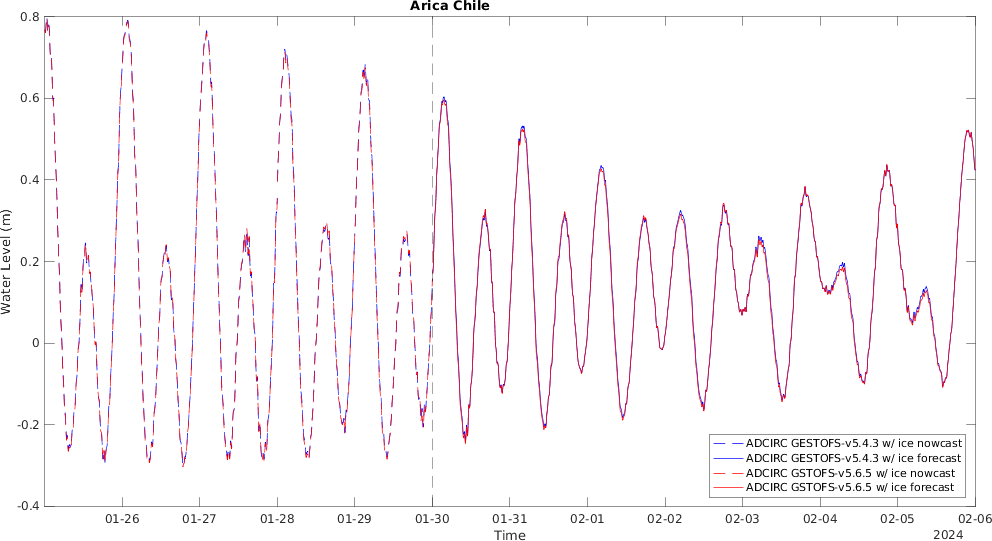 Arica Chile
Water Level (m)
0.8
0.6
0.4
0.2
0
-0.2
-0.4
01-26 01-27 01-28 01-29 01-30 01-31 02-01 02-02 02-03 02-04 02-05 02-06
Time
2024
ADCIRC GESTOFS-v5.4.3 w/ ice nowcast
ADCIRC GESTOFS-v5.4.3 w/ ice forecast
ADCIRC GSTOFS-v5.6.5 w/ ice nowcast
ADCIRC GSTOFS-v5.6.5 w/ ice forecast